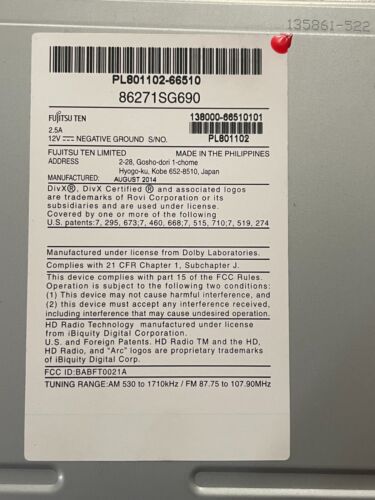 135861-522
PL801102-66510
86271SG690
FUJITSU TEN
138000-66510101
2.5A
12V NEGATIVE GROUND S/NO.
PL801102
FUJITSU TEN LIMITED MADE IN THE PHILIPPINES
ADDRESS 2-28, Gosho-dori 1-chome
Hyogo-ku, Kobe 652-8510, Japan
MANUFACTURED: AUGUST 2014
DivX®, DivX Certified ® and associated logos
are trademarks of Rovi Corporation or its
subsidiaries and are used under license.
Covered by one or more of the following
U.S. patents:7, 295, 673;7, 460, 668;7, 515, 710;7, 519, 274
Manufactured under license from Dolby Laboratories.
Complies with 21 CFR Chapter 1, Subchapter J.
This device complies with part 15 of the FCC Rules.
Operation is subject to the following two conditions:
(1) This device may not cause harmful interference, and
(2) this device must accept any interference received,
including interference that may cause undesired operation.
HD Radio Technology manufactured under license
from iBiquity Digital Corp.
U.S. and Foreign Patents. HD Radio TM and the HD,
HD Radio, and "Arc" logos are proprietary trademarks
of iBiquity Digital Corp.
FCC ID:BABFT0021A
TUNING RANGE:AM 530 to 1710kHz / FM 87.75 to 107.90MHz